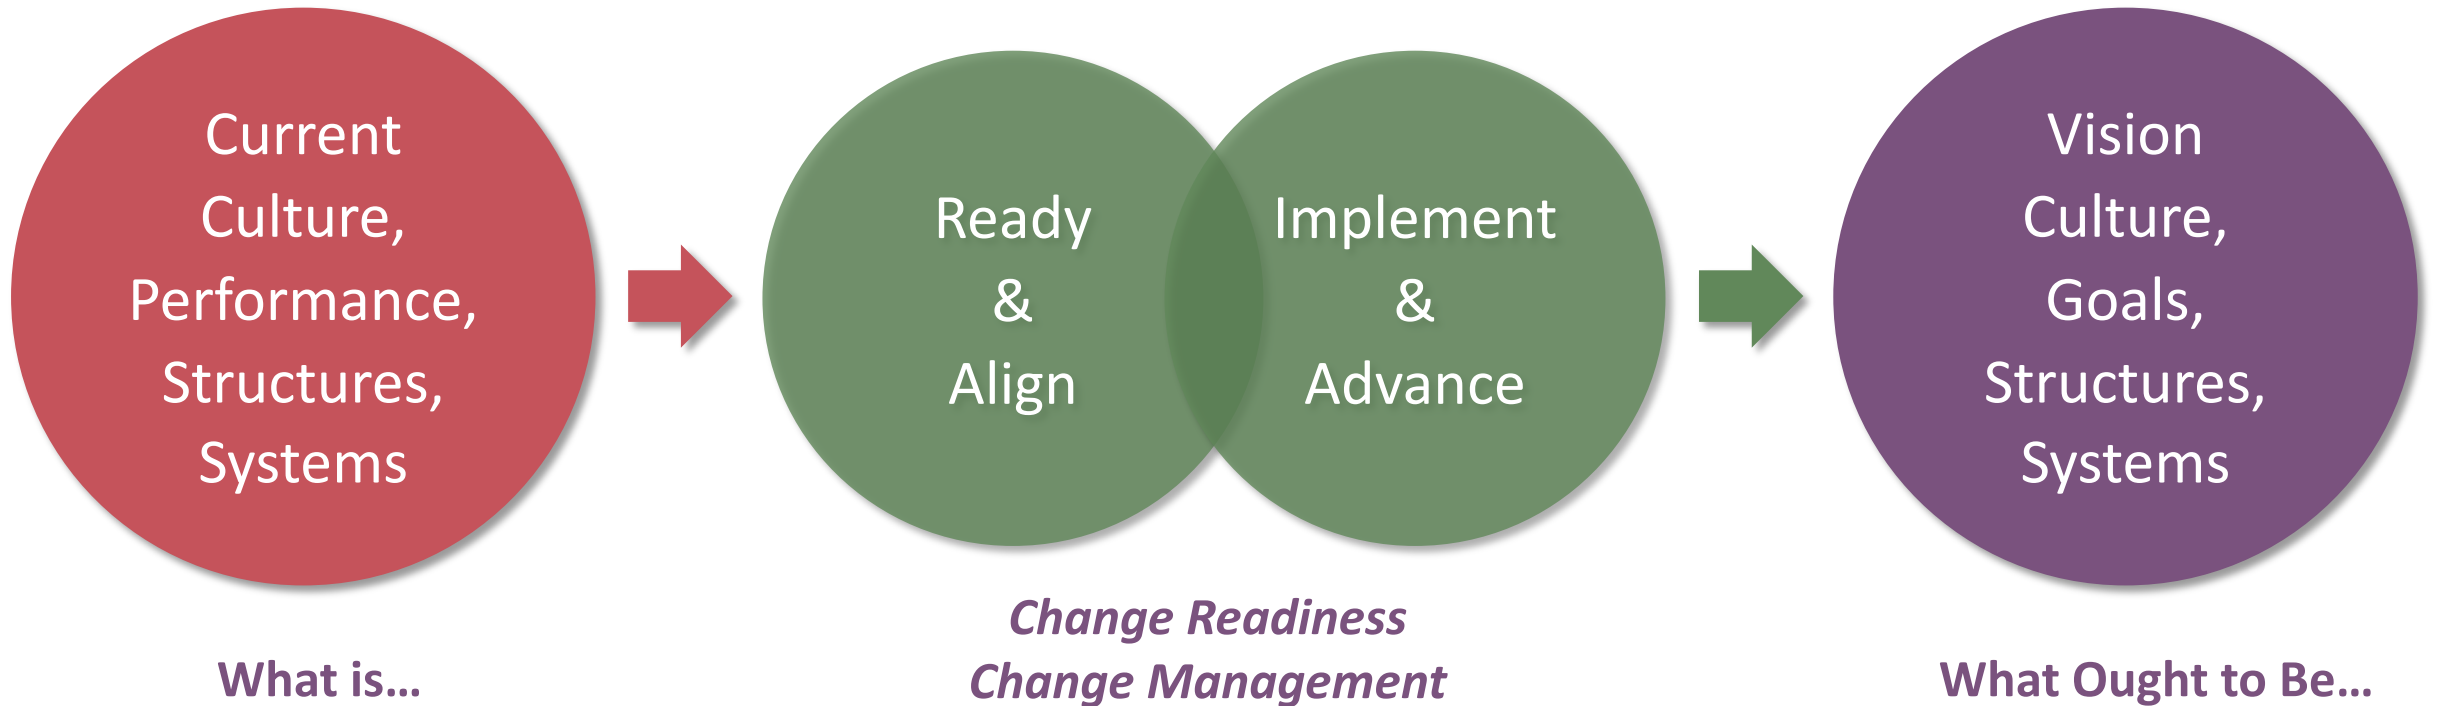 Current
Culture,
Performance,
Structures,
Systems
Ready
&
Align
Implement
&
Advance
Vision
Culture,
Goals,
Structures,
Systems
What is...
Change Readiness
Change Management
What Ought to Be...